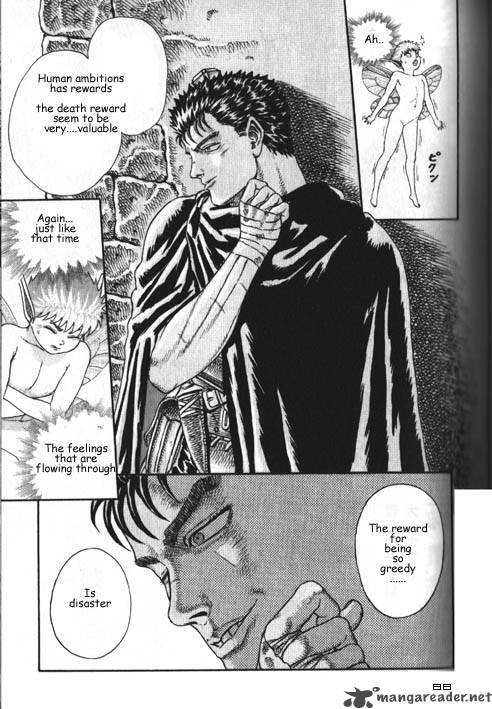 Ah..
ピクン
Human ambitions
has rewards
the death reward
seem to be
very....valuable
Again...
just like
that time
The feelings
that are
flowing through
The reward
for
being
so
greedy
......
Is
disaster
88
mangareader.net